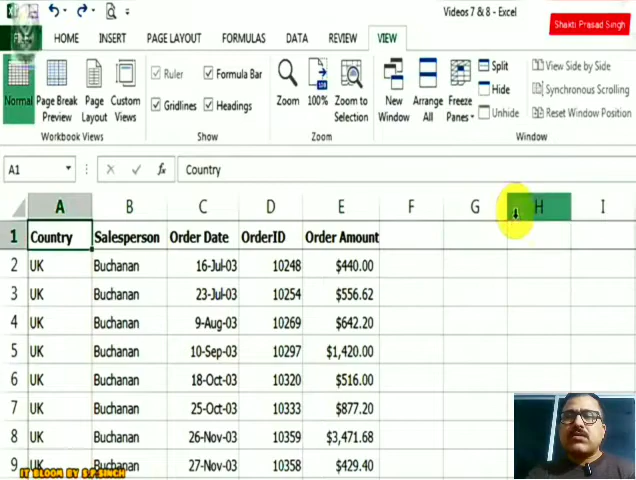 Videos 7 & 8 - Excel
Shakti Prasad Singh
HOME INSERT PAGE LAYOUT FORMULAS DATA REVIEW VIEW
Normal Page Break Preview Page Layout Custom Views
Workbook Views
Ruler Formula Bar
Gridlines Headings
Show
Zoom 100% Zoom to Selection
Zoom
New Window Arrange All Freeze Panes
Split
Hide
Unhide
View Side by Side
Synchronous Scrolling
Reset Window Position
Window
A1 fx Country
A B C D E F G H I
1 Country Salesperson Order Date OrderID Order Amount
2 UK Buchanan 16-Jul-03 10248 $440.00
3 UK Buchanan 23-Jul-03 10254 $556.62
4 UK Buchanan 9-Aug-03 10269 $642.20
5 UK Buchanan 10-Sep-03 10297 $1,420.00
6 UK Buchanan 18-Oct-03 10320 $516.00
7 UK Buchanan 25-Oct-03 10333 $877.20
8 UK Buchanan 26-Nov-03 10359 $3,471.68
9 UK Buchanan 27-Nov-03 10358 $429.40
IT BLOOM BY S.P.SINGH